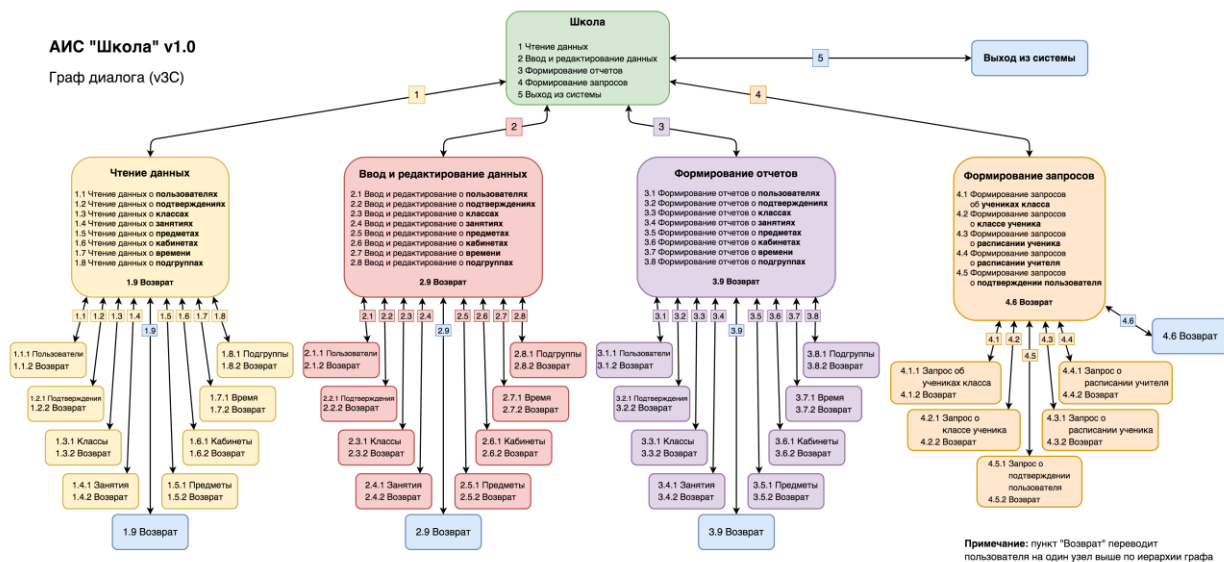 АИС "Школа" v1.0
Граф диалога (v3С)
Школа
1 Чтение данных
2 Ввод и редактирование данных
3 Формирование отчетов
4 Формирование запросов
5 Выход из системы
5
Выход из системы
1
2
3
4
Чтение данных
1.1 Чтение данных о пользователях
1.2 Чтение данных о подтверждениях
1.3 Чтение данных о классах
1.4 Чтение данных о занятиях
1.5 Чтение данных о предметах
1.6 Чтение данных о кабинетах
1.7 Чтение данных о времени
1.8 Чтение данных о подгруппах
1.9 Возврат
1.1
1.2
1.3
1.4
1.9
1.5
1.6
1.7
1.8
1.1.1 Пользователи
1.1.2 Возврат
1.8.1 Подгруппы
1.8.2 Возврат
1.2.1 Подтверждения
1.2.2 Возврат
1.7.1 Время
1.7.2 Возврат
1.3.1 Классы
1.3.2 Возврат
1.6.1 Кабинеты
1.6.2 Возврат
1.4.1 Занятия
1.4.2 Возврат
1.5.1 Предметы
1.5.2 Возврат
1.9 Возврат
Ввод и редактирование данных
2.1 Ввод и редактирование о пользователях
2.2 Ввод и редактирование о подтверждениях
2.3 Ввод и редактирование о классах
2.4 Ввод и редактирование о занятиях
2.5 Ввод и редактирование о предметах
2.6 Ввод и редактирование о кабинетах
2.7 Ввод и редактирование о времени
2.8 Ввод и редактирование о подгруппах
2.9 Возврат
2.1
2.2
2.3
2.4
2.9
2.5
2.6
2.7
2.8
2.1.1 Пользователи
2.1.2 Возврат
2.8.1 Подгруппы
2.8.2 Возврат
2.2.1 Подтверждения
2.2.2 Возврат
2.7.1 Время
2.7.2 Возврат
2.3.1 Классы
2.3.2 Возврат
2.6.1 Кабинеты
2.6.2 Возврат
2.4.1 Занятия
2.4.2 Возврат
2.5.1 Предметы
2.5.2 Возврат
2.9 Возврат
Формирование отчетов
3.1 Формирование отчетов о пользователях
3.2 Формирование отчетов о подтверждениях
3.3 Формирование отчетов о классах
3.4 Формирование отчетов о занятиях
3.5 Формирование отчетов о предметах
3.6 Формирование отчетов о кабинетах
3.7 Формирование отчетов о времени
3.8 Формирование отчетов о подгруппах
3.9 Возврат
3.1
3.2
3.3
3.4
3.9
3.5
3.6
3.7
3.8
3.1.1 Пользователи
3.1.2 Возврат
3.8.1 Подгруппы
3.8.2 Возврат
3.2.1 Подтверждения
3.2.2 Возврат
3.7.1 Время
3.7.2 Возврат
3.3.1 Классы
3.3.2 Возврат
3.6.1 Кабинеты
3.6.2 Возврат
3.4.1 Занятия
3.4.2 Возврат
3.5.1 Предметы
3.5.2 Возврат
3.9 Возврат
Формирование запросов
4.1 Формирование запросов
об учениках класса
4.2 Формирование запросов
о классе ученика
4.3 Формирование запросов
о расписании ученика
4.4 Формирование запросов
о расписании учителя
4.5 Формирование запросов
о подтверждении пользователя
4.6 Возврат
4.1
4.2
4.5
4.3
4.4
4.6
4.6 Возврат
4.1.1 Запрос об
учениках класса
4.1.2 Возврат
4.4.1 Запрос о
расписании учителя
4.4.2 Возврат
4.2.1 Запрос о
классе ученика
4.2.2 Возврат
4.3.1 Запрос о
расписании ученика
4.3.2 Возврат
4.5.1 Запрос о
подтверждении
пользователя
4.5.2 Возврат
Примечание: пункт "Возврат" переводит
пользователя на один узел выше по иерархии графа